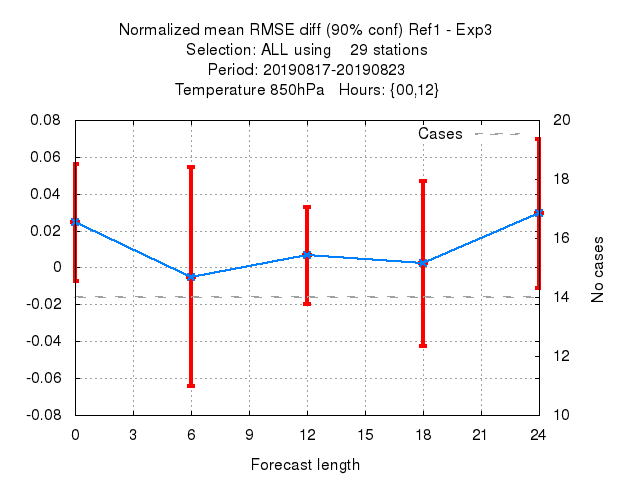 Normalized mean RMSE diff (90% conf) Ref1 - Exp3
Selection: ALL using    29 stations
Period: 20190817-20190823
Temperature 850hPa   Hours: {00,12}
Cases
0.08
0.06
0.04
0.02
0
-0.02
-0.04
-0.06
-0.08
20
18
16
14
12
10
No cases
0 3 6 9 12 15 18 21 24
Forecast length